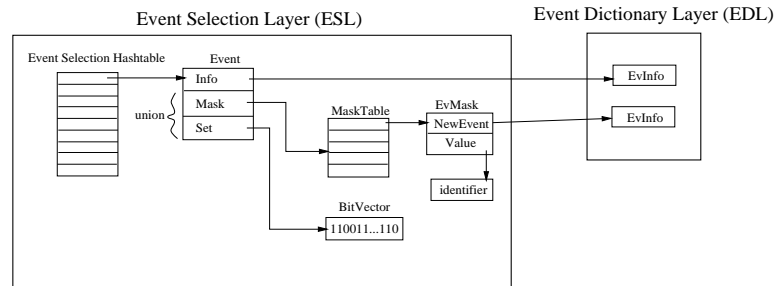 Event Selection Layer (ESL)
Event Dictionary Layer (EDL)
Event Selection Hashtable
Event
Info
Mask
Set
union
MaskTable
EvMask
NewEvent
Value
identifier
BitVector
110011...110
EvInfo
EvInfo